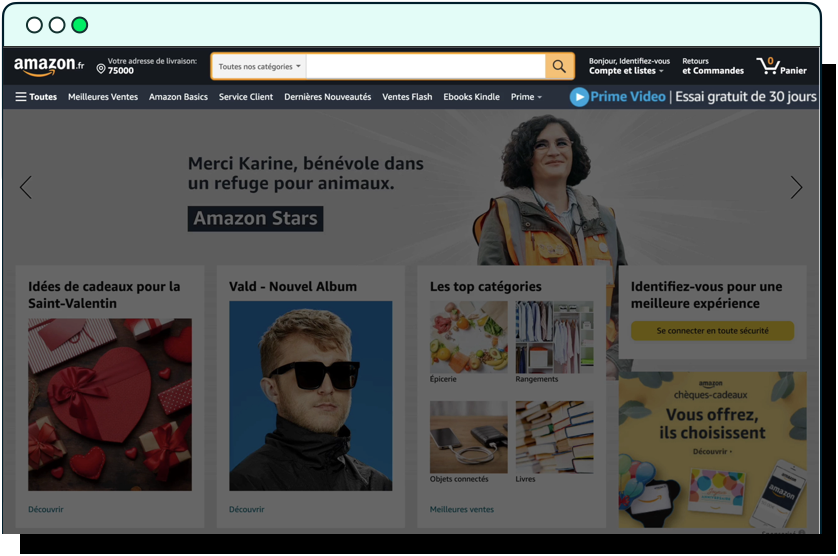 amazon.fr
Votre adresse de livraison:
75000
Toutes nos catégories
Bonjour, Identifiez-vous
Compte et listes
Retours
et Commandes
0
Panier
Toutes
Meilleures Ventes
Amazon Basics
Service Client
Dernières Nouveautés
Ventes Flash
Ebooks Kindle
Prime
Prime Video | Essai gratuit de 30 jours
Merci Karine, bénévole dans
un refuge pour animaux.
Amazon Stars
Idées de cadeaux pour la
Saint-Valentin
Découvrir
Vald - Nouvel Album
Découvrir
Les top catégories
Épicerie
Rangements
Objets connectés
Livres
Meilleures ventes
Identifiez-vous pour une
meilleure expérience
Se connecter en toute sécurité
amazon
chèques-cadeaux
Vous offrez,
ils choisissent
Découvrir ›
amazon